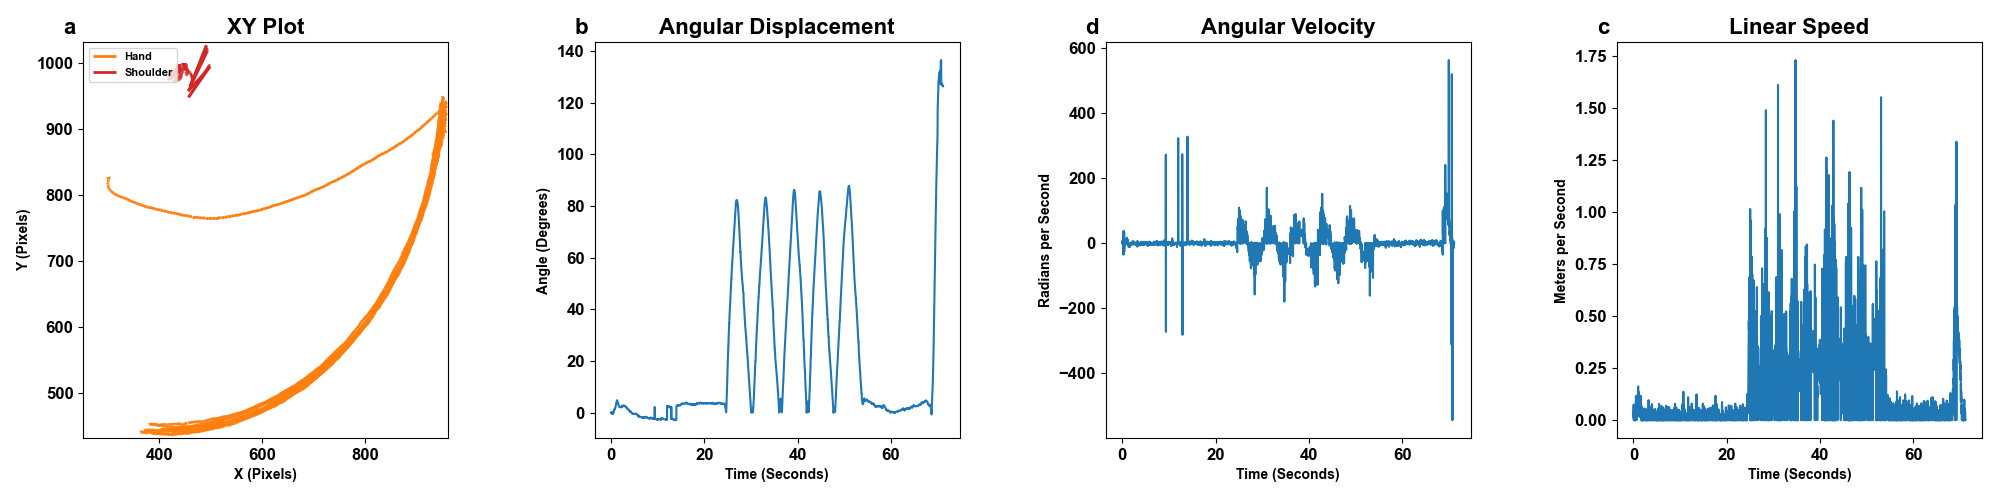 a XY Plot
Hand
Shoulder
1000
900
800
700
600
500
Y (Pixels)
400 600 800
X (Pixels)
b Angular Displacement
140
120
100
80
60
40
20
0
Angle (Degrees)
0 20 40 60
Time (Seconds)
d Angular Velocity
600
400
200
0
−200
−400
Radians per Second
0 20 40 60
Time (Seconds)
c Linear Speed
1.75
1.50
1.25
1.00
0.75
0.50
0.25
0.00
Meters per Second
0 20 40 60
Time (Seconds)